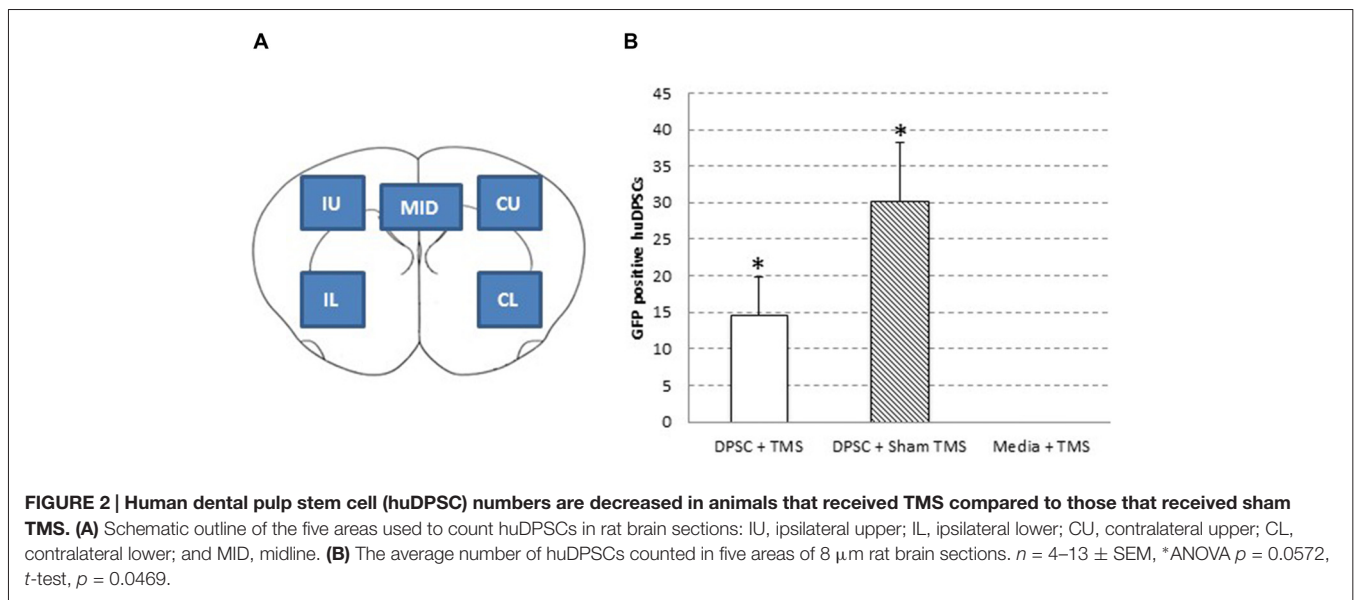 A
B
IU
MID
CU
IL
CL
GFP positive huDPSCs
45
40
35
30
25
20
15
10
5
0
*
*
DPSC + TMS
DPSC + Sham TMS
Media + TMS
FIGURE 2 | Human dental pulp stem cell (huDPSC) numbers are decreased in animals that received TMS compared to those that received sham
TMS. (A) Schematic outline of the five areas used to count huDPSCs in rat brain sections: IU, ipsilateral upper; IL, ipsilateral lower; CU, contralateral upper; CL,
contralateral lower; and MID, midline. (B) The average number of huDPSCs counted in five areas of 8 μm rat brain sections. n = 4–13 ± SEM, *ANOVA p = 0.0572,
t-test, p = 0.0469.